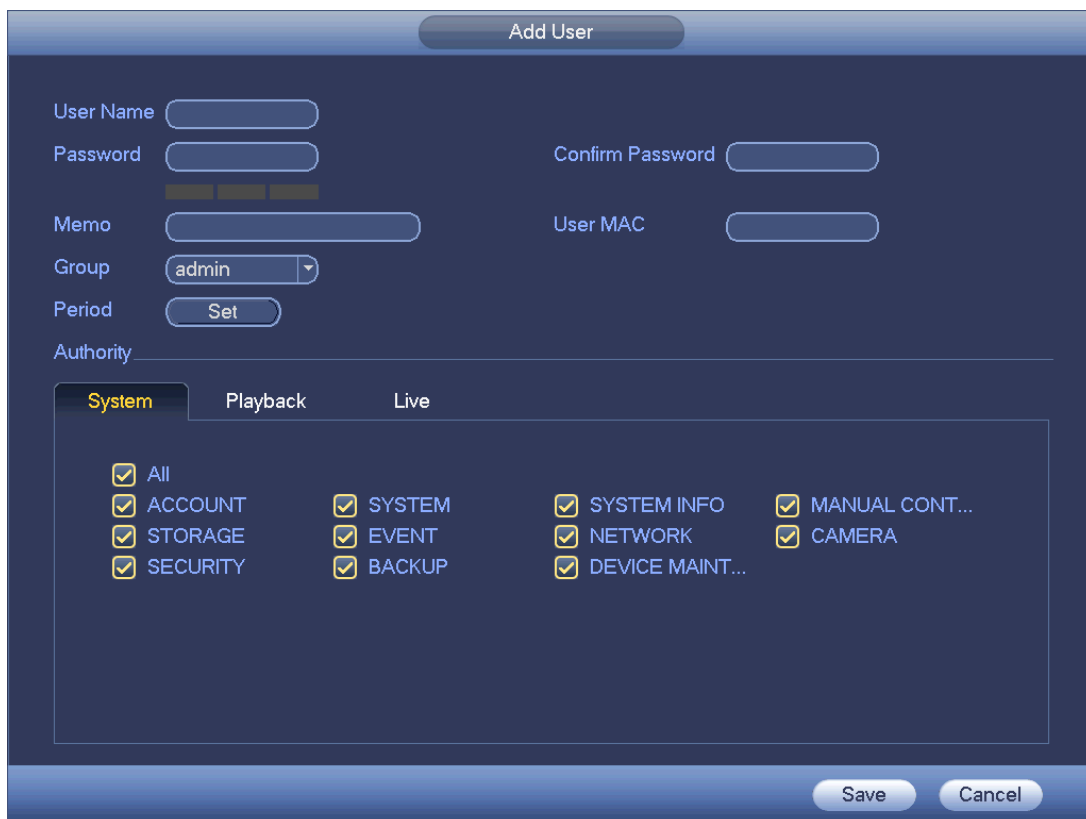 Add User
User Name
Password Confirm Password
Memo User MAC
Group admin
Period Set
Authority
System Playback Live
All
ACCOUNT SYSTEM SYSTEM INFO MANUAL CONT...
STORAGE EVENT NETWORK CAMERA
SECURITY BACKUP DEVICE MAINT...
Save Cancel